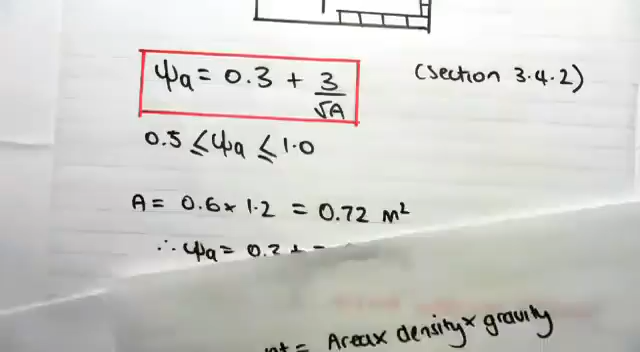 ψa = 0.3 + 3/√A (Section 3.4.2)
0.5 ≤ ψa ≤ 1.0
A = 0.6 × 1.2 = 0.72 m²
∴ ψa = 0.3 +
= Area x density x gravity